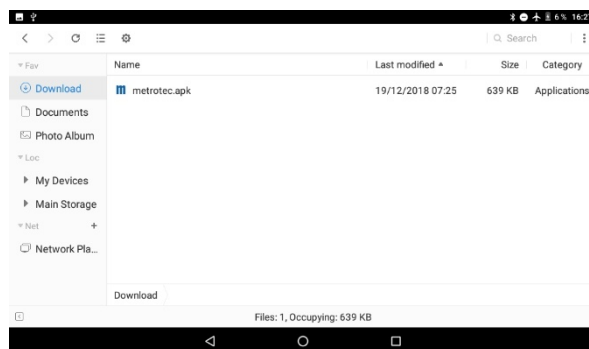 6% 16:2
Search
Fav
Name Last modified Size Category
Download
metrotec.apk 19/12/2018 07:25 639 KB Applications
Documents
Photo Album
Loc
My Devices
Main Storage
Net +
Network Pla...
Download
Files: 1, Occupying: 639 KB